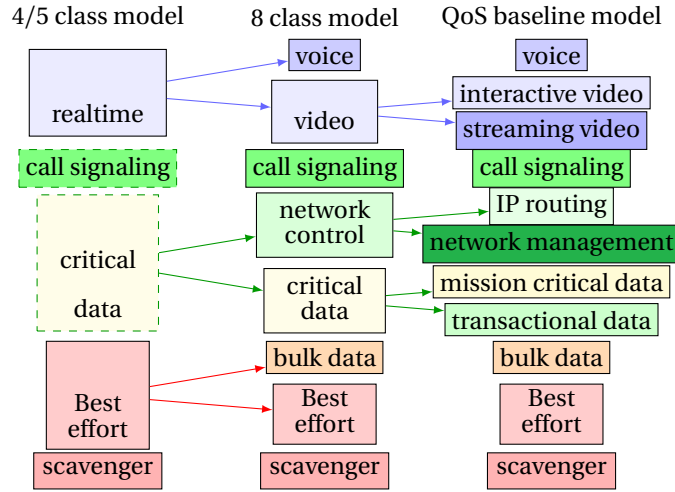 4/5 class model
8 class model
QoS baseline model
realtime
call signaling
critical
data
Best
effort
scavenger
voice
video
call signaling
network
control
critical
data
bulk data
Best
effort
scavenger
voice
interactive video
streaming video
call signaling
IP routing
network management
mission critical data
transactional data
bulk data
Best
effort
scavenger